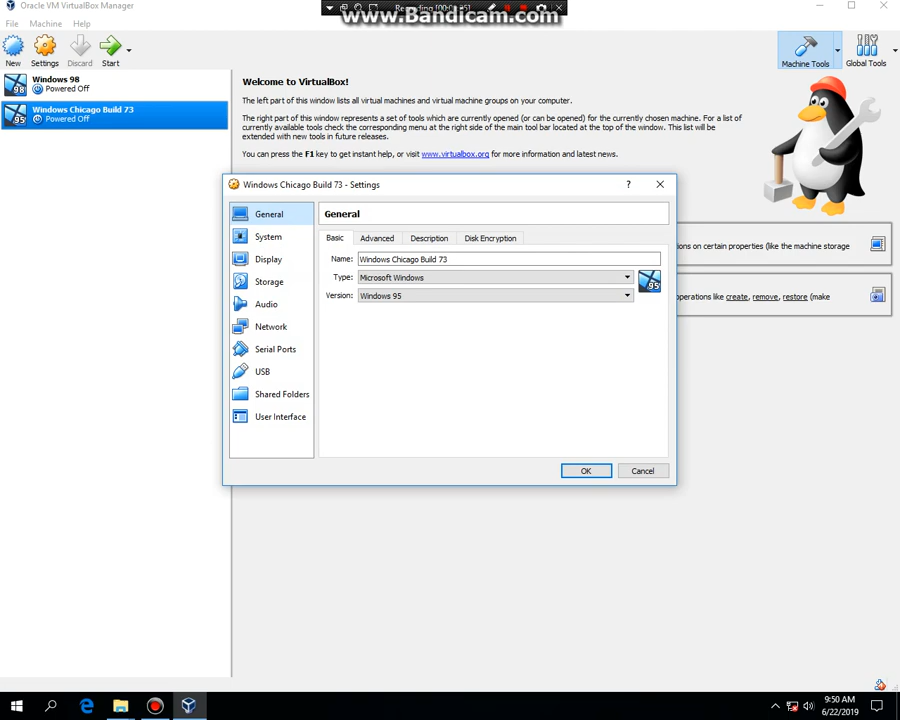 Oracle VM VirtualBox Manager
www.Bandicam.com
File Machine Help
New Settings Discard Start
Machine Tools Global Tools
Windows 98
Powered Off
Windows Chicago Build 73
Powered Off
Welcome to VirtualBox!
The left part of this window lists all virtual machines and virtual machine groups on your computer.
The right part of this window represents a set of tools which are currently opened (or can be opened) for the currently chosen machine. For a list of
currently available tools check the corresponding menu at the right side of the main tool bar located at the top of the window. This list will
be extended with new tools in future releases.
You can press the F1 key to get instant help, or visit www.virtualbox.org for more information and latest news.
Windows Chicago Build 73 - Settings
?
General
System
Display
Storage
Audio
Network
Serial Ports
USB
Shared Folders
User Interface
General
Basic Advanced Description Disk Encryption
Name: Windows Chicago Build 73
Type: Microsoft Windows
Version: Windows 95
95
OK Cancel
ons on certain properties (like the machine storage
operations like create, remove, restore (make
9:50 AM
6/22/2019